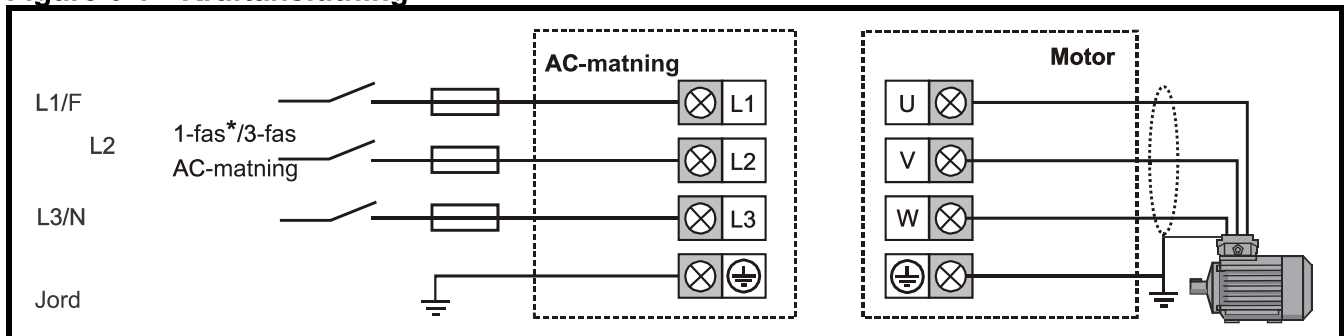 AC-matning
Motor
L1/F
L1
U
1-fas*/3-fas
L2
AC-matning
L2
V
L3/N
L3
W
Jord